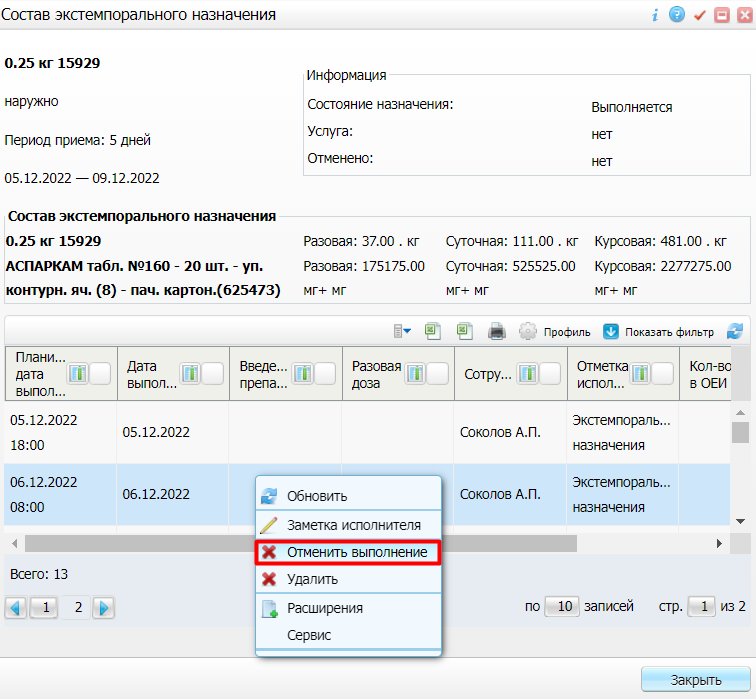 Состав экстемпорального назначения
0.25 кг 15929
наружно
Период приема: 5 дней
05.12.2022 — 09.12.2022
Информация
Состояние назначения: Выполняется
Услуга: нет
Отменено: нет
Состав экстемпорального назначения
0.25 кг 15929 Разовая: 37.00 . кг Суточная: 111.00 . кг Курсовая: 481.00 . кг
АСПАРКАМ табл. №160 - 20 шт. - уп. Разовая: 175175.00 Суточная: 525525.00 Курсовая: 2277275.00
контурн. яч. (8) - пач. картон.(625473) мг+ мг мг+ мг мг+ мг
Профиль Показать фильтр
Плани...
дата
выпол...
Дата
выпол...
Введе...
препа...
Разовая
доза
Сотру...
Отметка
испол...
Кол-во
в ОЕИ
05.12.2022
18:00
05.12.2022
Соколов А.П.
Экстемпораль...
назначения
06.12.2022
08:00
06.12.2022
Соколов А.П.
Экстемпораль...
назначения
Обновить
Заметка исполнителя
Отменить выполнение
Удалить
Расширения
Сервис
Всего: 13
1 2
по 10 записей стр. 1 из 2
Закрыть